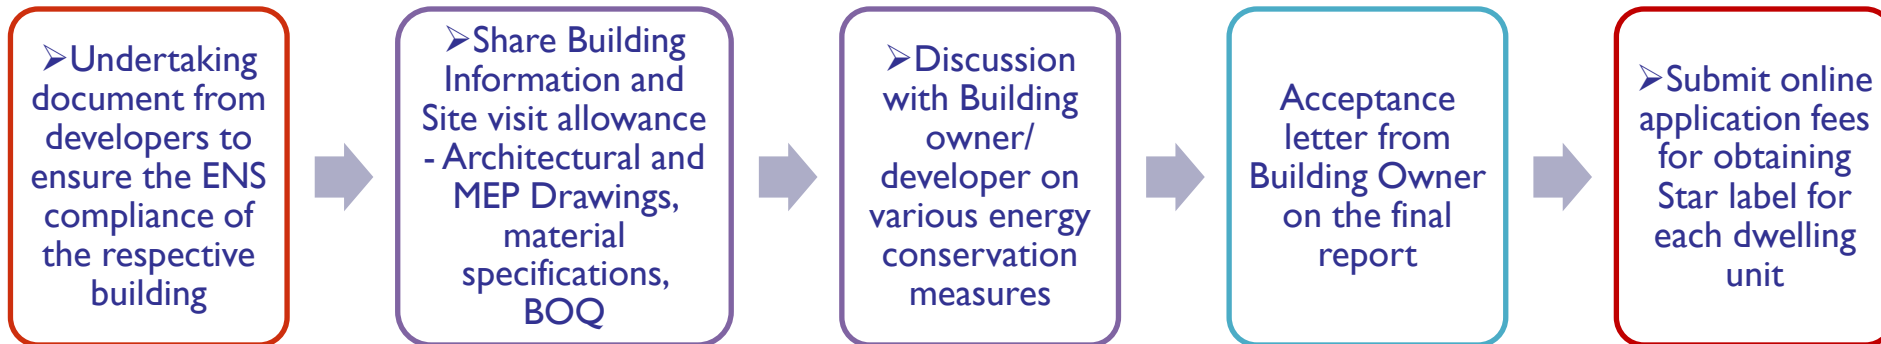 ➢Undertaking
document from
developers to
ensure the ENS
compliance of
the respective
building
➢Share Building
Information and
Site visit allowance
- Architectural and
MEP Drawings,
material
specifications,
BOQ
➢Discussion
with Building
owner/
developer on
various energy
conservation
measures
Acceptance
letter from
Building Owner
on the final
report
➢Submit online
application fees
for obtaining
Star label for
each dwelling
unit